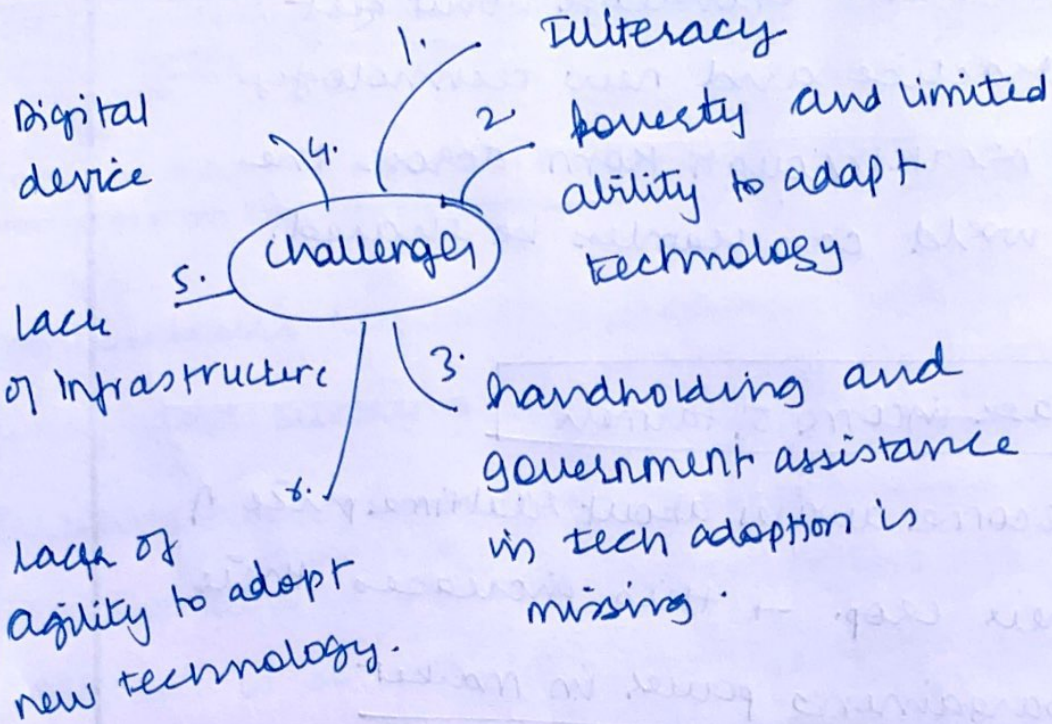 1. Illiteracy
2. poverty and limited
ability to adapt
technology
Digital
device
4.
challenges
5.
lack
of infrastructure
3. handholding and
government assistance
in tech adoption is
missing.
lack of
agility to adopt
new technology.